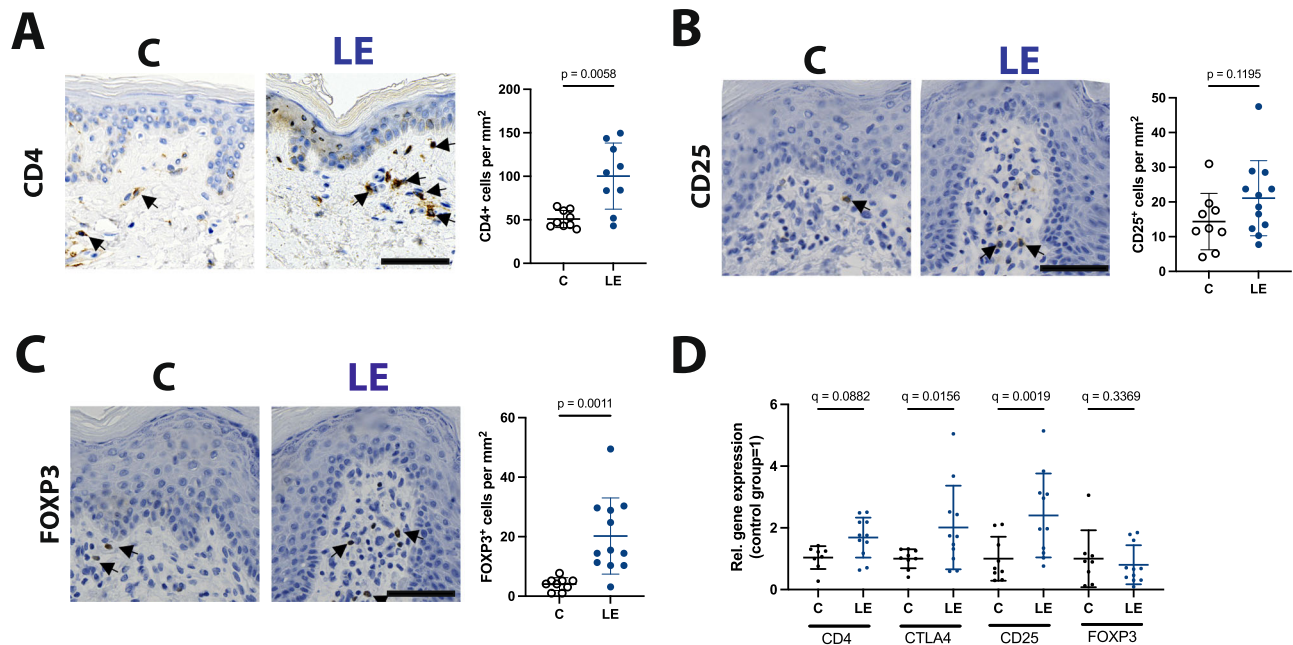 A
C
LE
CD4
p = 0.0058
CD4+ cells per mm²
200
150
100
50
0
C
LE
B
C
LE
CD25
p = 0.1195
CD25⁺ cells per mm²
50
40
30
20
10
0
C
LE
C
C
LE
FOXP3
p = 0.0011
FOXP3⁺ cells per mm²
60
40
20
0
C
LE
D
q = 0.0882
q = 0.0156
q = 0.0019
q = 0.3369
Rel. gene expression
(control group=1)
6
4
2
0
C LE C LE C LE C LE
CD4 CTLA4 CD25 FOXP3